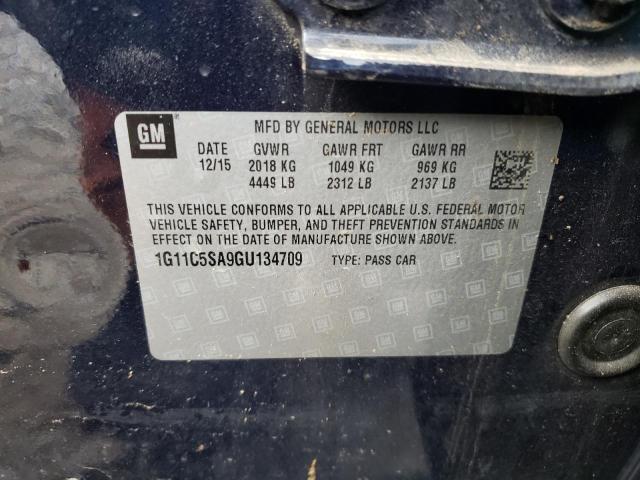 GM
MFD BY GENERAL MOTORS LLC
DATE GVWR GAWR FRT GAWR RR
12/15 2018 KG 1049 KG 969 KG
4449 LB 2312 LB 2137 LB
THIS VEHICLE CONFORMS TO ALL APPLICABLE U.S. FEDERAL MOTOR
VEHICLE SAFETY, BUMPER, AND THEFT PREVENTION STANDARDS IN
EFFECT ON THE DATE OF MANUFACTURE SHOWN ABOVE.
1G11C5SA9GU134709 TYPE: PASS CAR